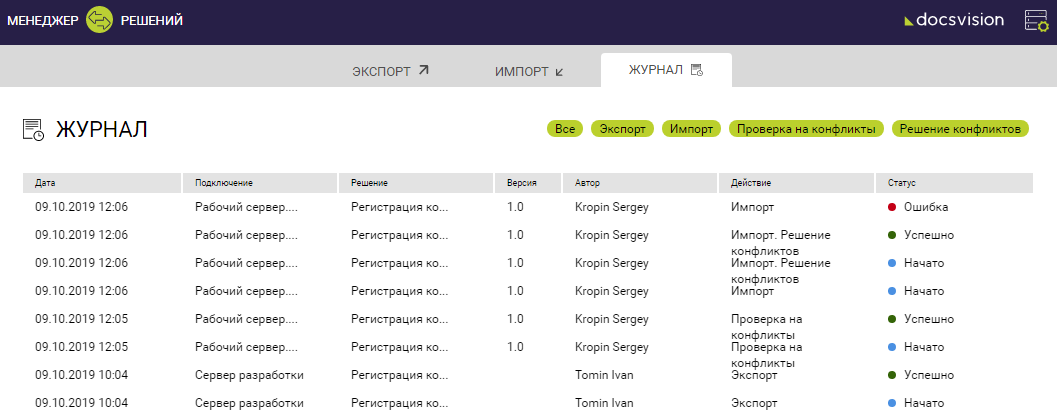 МЕНЕДЖЕР РЕШЕНИЙ docsvision
ЭКСПОРТ ИМПОРТ ЖУРНАЛ
ЖУРНАЛ Все Экспорт Импорт Проверка на конфликты Решение конфликтов
Дата Подключение Решение Версия Автор Действие Статус
09.10.2019 12:06 Рабочий сервер.... Регистрация ко... 1.0 Kropin Sergey Импорт Ошибка
09.10.2019 12:06 Рабочий сервер.... Регистрация ко... 1.0 Kropin Sergey Импорт. Решение Успешно
конфликтов
09.10.2019 12:06 Рабочий сервер.... Регистрация ко... 1.0 Kropin Sergey Импорт. Решение Начато
конфликтов
09.10.2019 12:06 Рабочий сервер.... Регистрация ко... 1.0 Kropin Sergey Импорт Начато
09.10.2019 12:05 Рабочий сервер.... Регистрация ко... 1.0 Kropin Sergey Проверка на Успешно
конфликты
09.10.2019 12:05 Рабочий сервер.... Регистрация ко... 1.0 Kropin Sergey Проверка на Начато
конфликты
09.10.2019 10:04 Сервер разработки Регистрация ко... Tomin Ivan Экспорт Успешно
09.10.2019 10:04 Сервер разработки Регистрация ко... Tomin Ivan Экспорт Начато